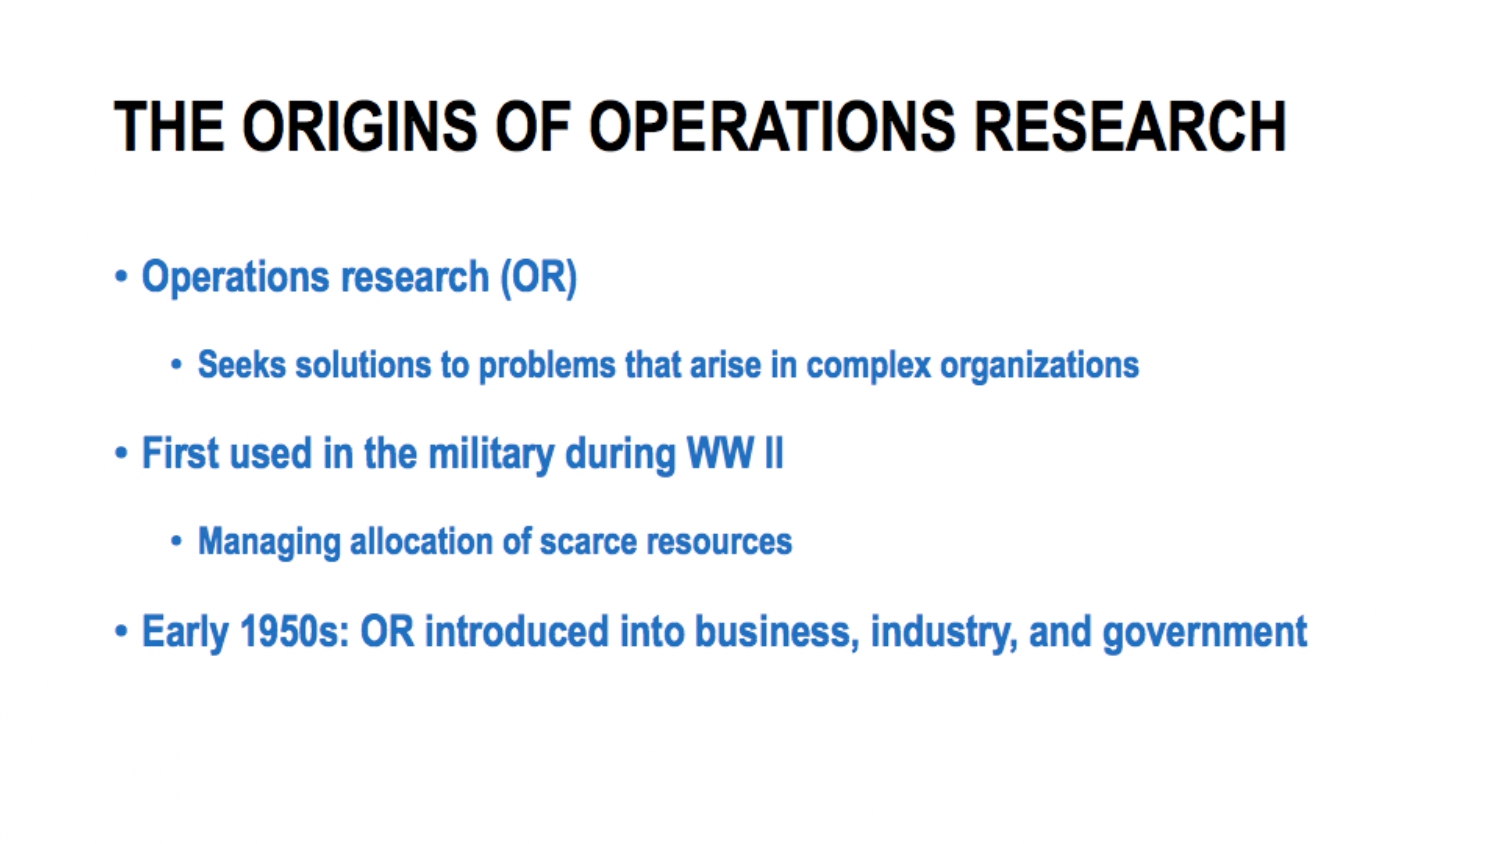 THE ORIGINS OF OPERATIONS RESEARCH
• Operations research (OR)
• Seeks solutions to problems that arise in complex organizations
• First used in the military during WW II
• Managing allocation of scarce resources
• Early 1950s: OR introduced into business, industry, and government